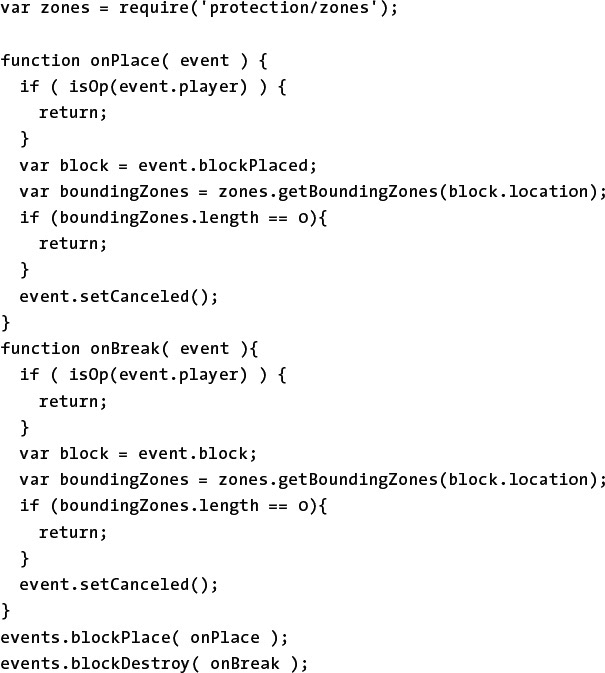 var zones = require('protection/zones');

function onPlace( event ) {
  if ( isOp(event.player) ) {
    return;
  }
  var block = event.blockPlaced;
  var boundingZones = zones.getBoundingZones(block.location);
  if (boundingZones.length == 0){
    return;
  }
  event.setCanceled();
}
function onBreak( event ){
  if ( isOp(event.player) ) {
    return;
  }
  var block = event.block;
  var boundingZones = zones.getBoundingZones(block.location);
  if (boundingZones.length == 0){
    return;
  }
  event.setCanceled();
}
events.blockPlace( onPlace );
events.blockDestroy( onBreak );